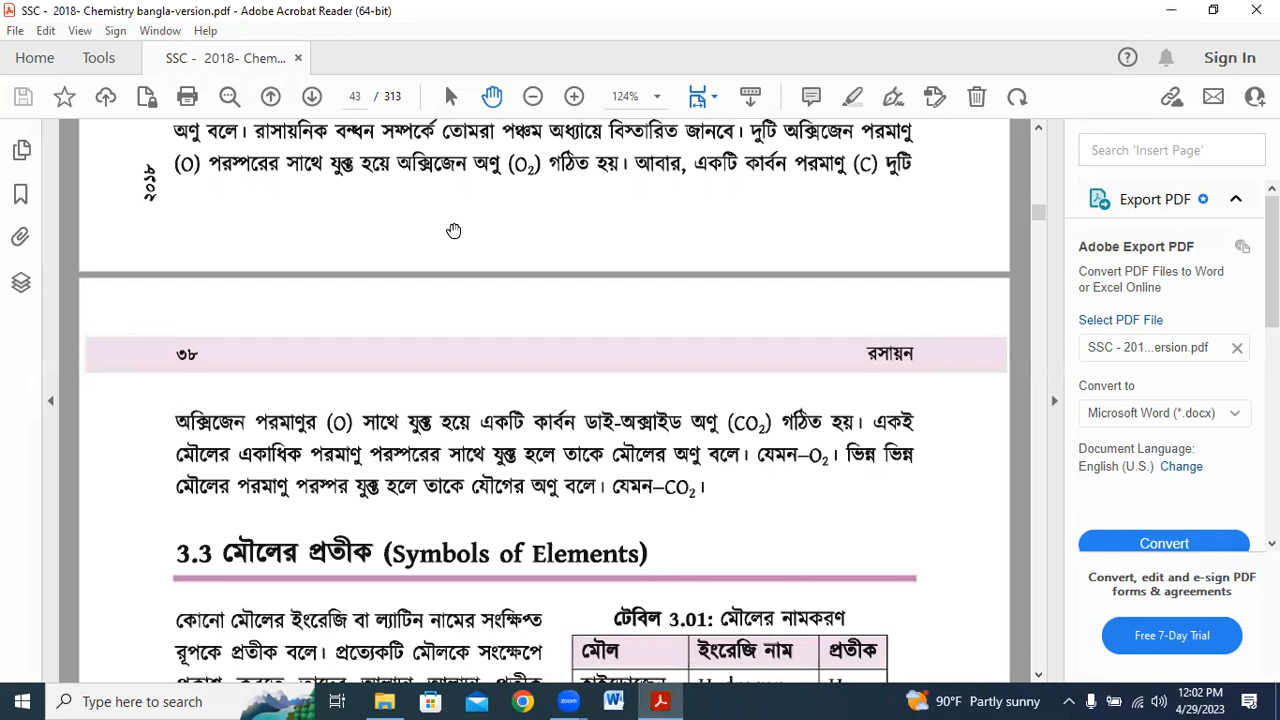 SSC - 2018- Chemistry bangla-version.pdf - Adobe Acrobat Reader (64-bit)
File Edit View Sign Window Help
Home Tools SSC - 2018- Chem... × Sign In
43 / 313 124%
অণু বলে। রাসায়নিক বন্ধন সম্পর্কে তোমরা পঞ্চম অধ্যায়ে বিস্তারিত জানবে। দুটি অক্সিজেন পরমাণু
(O) পরস্পরের সাথে যুক্ত হয়ে অক্সিজেন অণু (O₂) গঠিত হয়। আবার, একটি কার্বন পরমাণু (C) দুটি
২০১৮
৩৮ রসায়ন
অক্সিজেন পরমাণুর (O) সাথে যুক্ত হয়ে একটি কার্বন ডাই-অক্সাইড অণু (CO₂) গঠিত হয়। একই
মৌলের একাধিক পরমাণু পরস্পরের সাথে যুক্ত হলে তাকে মৌলের অণু বলে। যেমন–O₂। ভিন্ন ভিন্ন
মৌলের পরমাণু পরস্পর যুক্ত হলে তাকে যৌগের অণু বলে। যেমন–CO₂।
3.3 মৌলের প্রতীক (Symbols of Elements)
কোনো মৌলের ইংরেজি বা ল্যাটিন নামের সংক্ষিপ্ত
রূপকে প্রতীক বলে। প্রত্যেকটি মৌলকে সংক্ষেপে
প্রকাশ করতে তাদের আলাদা আলাদা প্রতীক
টেবিল 3.01: মৌলের নামকরণ
মৌল ইংরেজি নাম প্রতীক
হাইড্রোজেন Hydrogen H
Search 'Insert Page'
Export PDF
Adobe Export PDF
Convert PDF Files to Word
or Excel Online
Select PDF File
SSC - 201...ersion.pdf ×
Convert to
Microsoft Word (*.docx)
Document Language:
English (U.S.) Change
Convert
Convert, edit and e-sign PDF
forms & agreements
Free 7-Day Trial
Type here to search
90°F Partly sunny
12:02 PM
4/29/2023